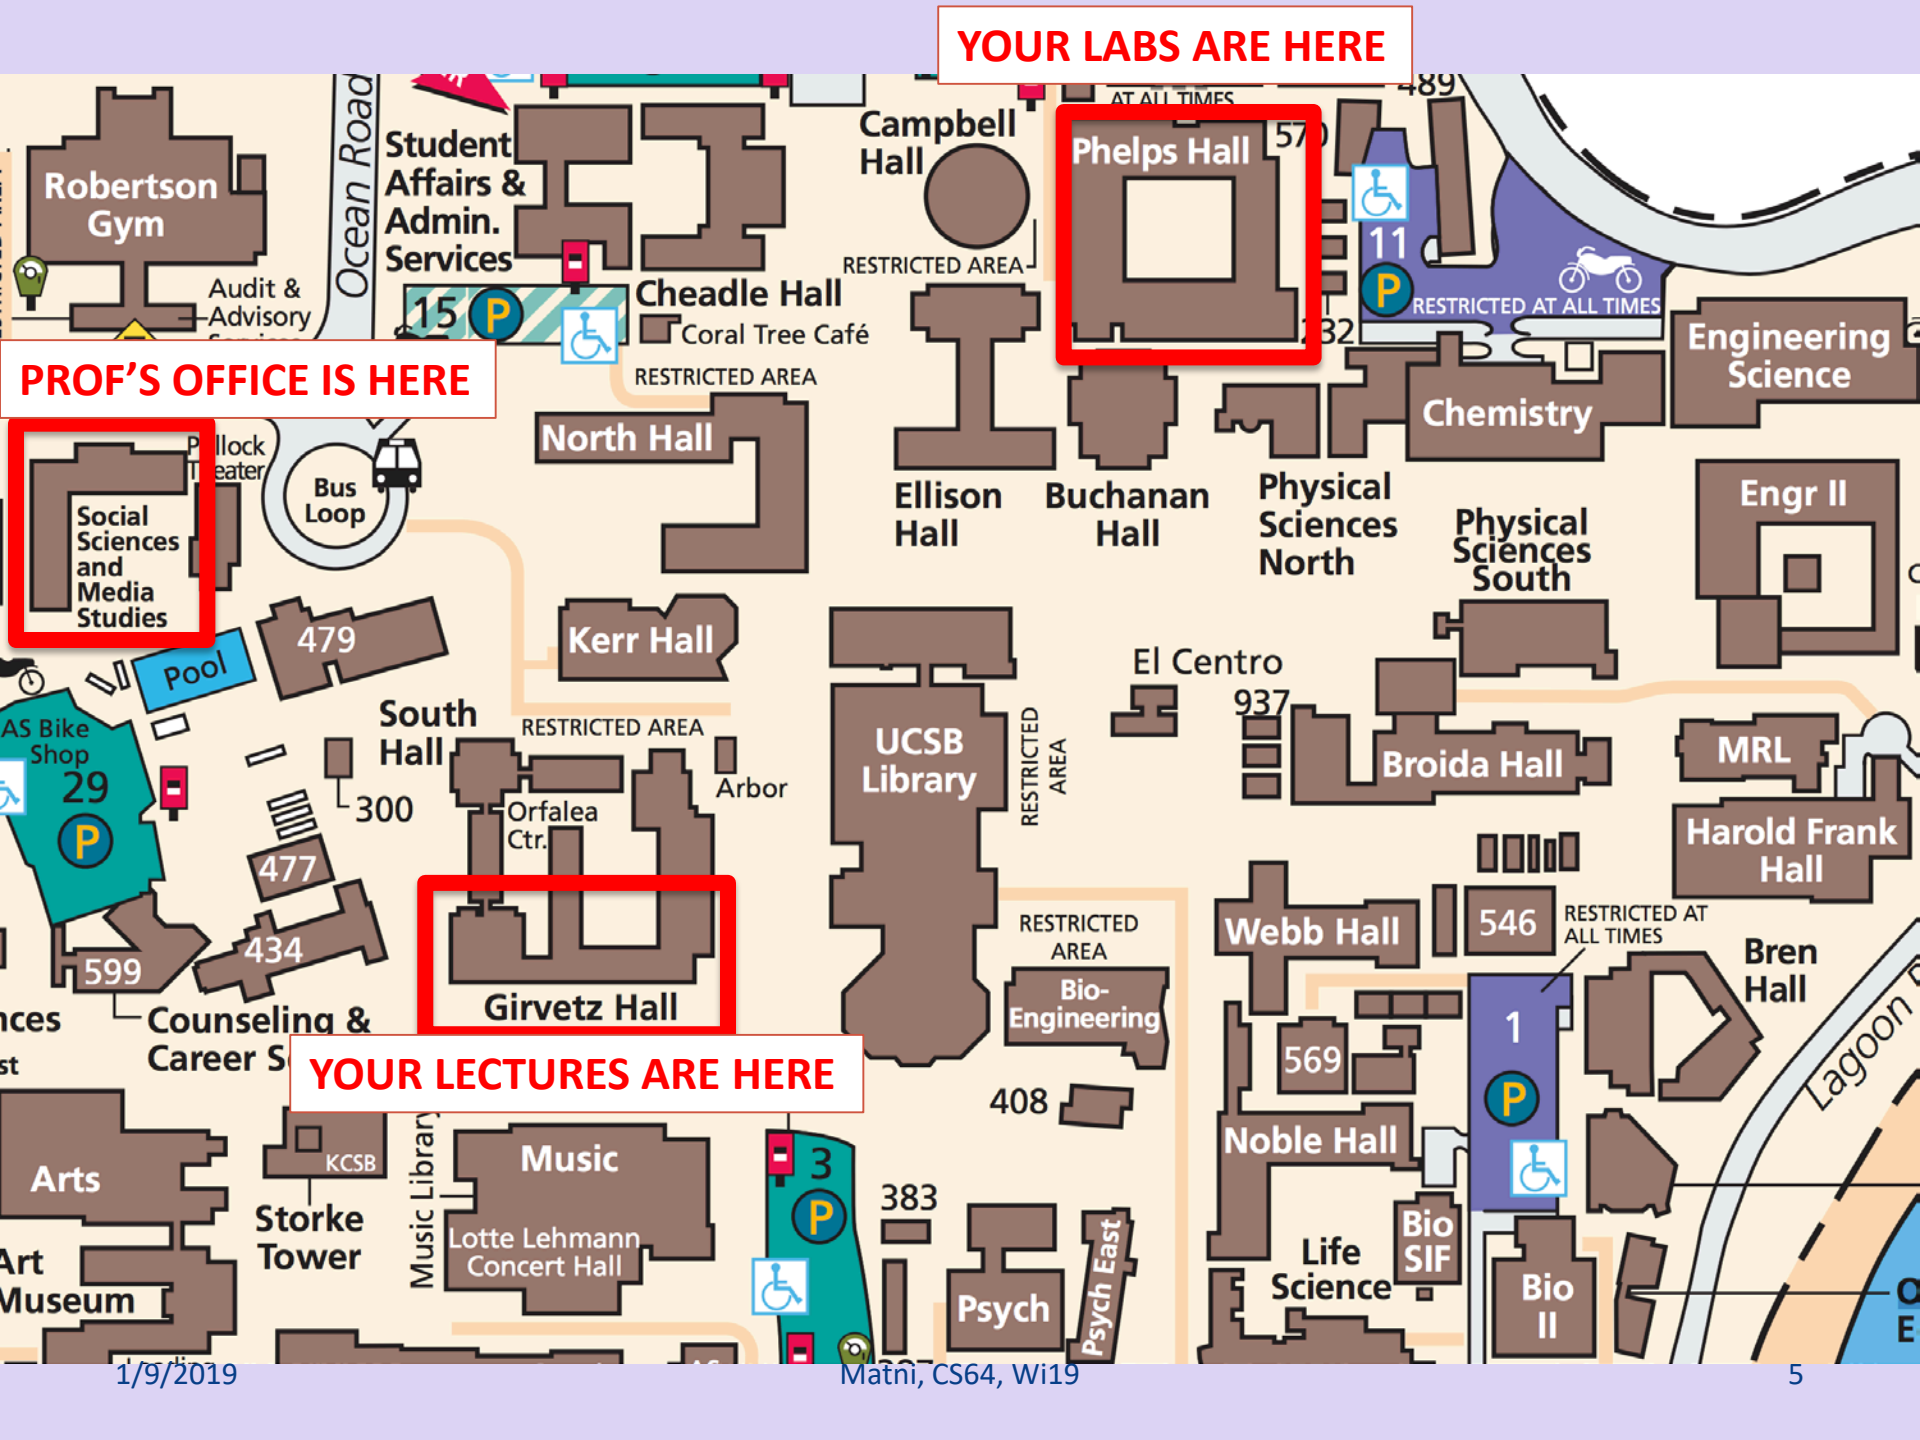 YOUR LABS ARE HERE
AT ALL TIMES
489
Ocean Road
Student
Affairs &
Admin.
Services
Campbell
Hall
Phelps Hall
570
Robertson
Gym
11
P
RESTRICTED AREA
RESTRICTED AT ALL TIMES
Audit &
Advisory
15
P
Cheadle Hall
Coral Tree Café
232
Engineering
Science
PROF’S OFFICE IS HERE
RESTRICTED AREA
Chemistry
North Hall
Bus
Loop
Social
Sciences
and
Media
Studies
Ellison
Hall
Buchanan
Hall
Physical
Sciences
North
Physical
Sciences
South
Engr II
479
Pool
Kerr Hall
El Centro
937
South
Hall
RESTRICTED AREA
AS Bike
Shop
29
P
300
Arbor
Orfalea
Ctr.
UCSB
Library
RESTRICTED
AREA
Broida Hall
MRL
Harold Frank
Hall
477
434
599
Girvetz Hall
RESTRICTED
AREA
Bio-
Engineering
Webb Hall
546
RESTRICTED AT
ALL TIMES
Bren
Hall
Lagoon
Counseling &
Career
YOUR LECTURES ARE HERE
569
1
P
408
Arts
KCSB
Storke
Tower
Music Library
Music
Lotte Lehmann
Concert Hall
3
P
383
Noble Hall
Psych
Psych East
Life
Science
Bio
SIF
Bio
II
Art
Museum
1/9/2019
Matni, CS64, Wi19
5